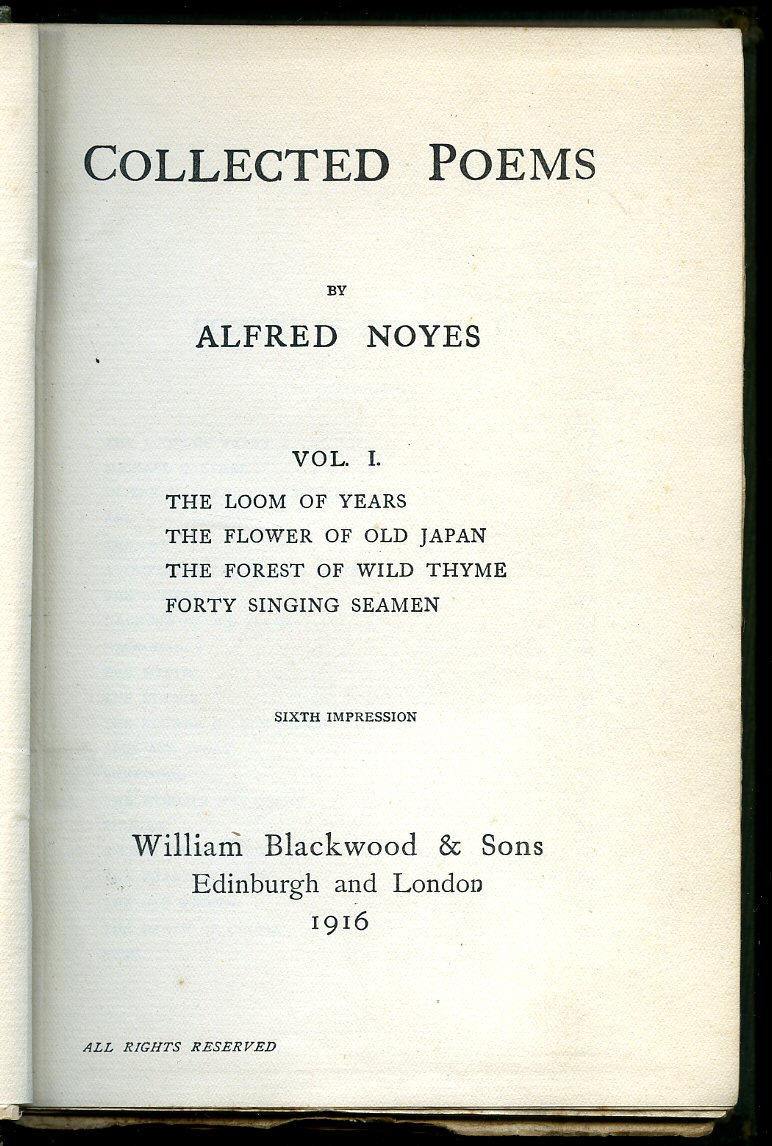 COLLECTED POEMS
BY
ALFRED NOYES
VOL. I.
THE LOOM OF YEARS
THE FLOWER OF OLD JAPAN
THE FOREST OF WILD THYME
FORTY SINGING SEAMEN
SIXTH IMPRESSION
William Blackwood & Sons
Edinburgh and London
1916
ALL RIGHTS RESERVED